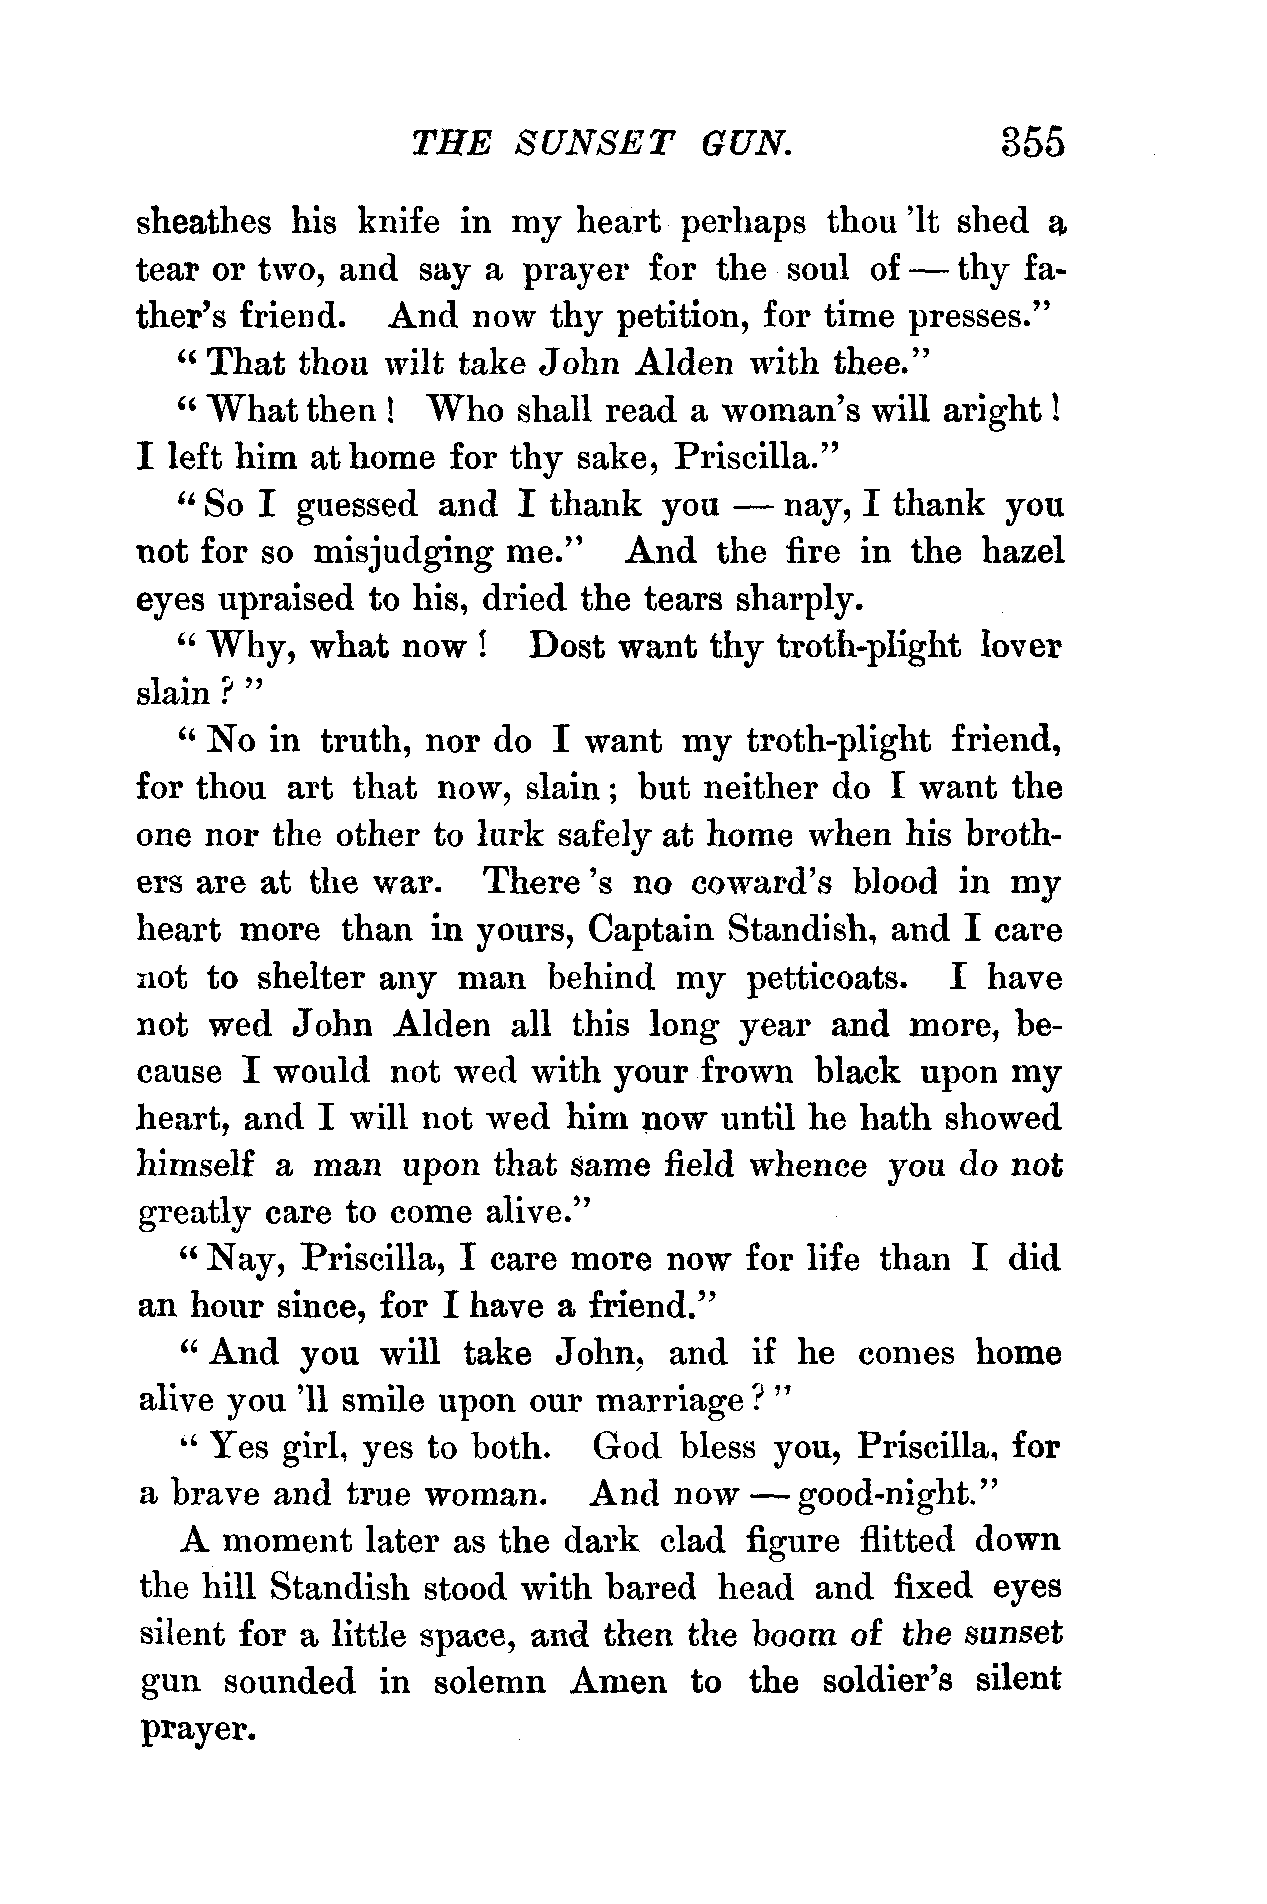 THE SUNSET GUN. 355
sheathes his knife in my heart perhaps thou 'lt shed a
tear or two, and say a prayer for the soul of — thy fa-
ther's friend. And now thy petition, for time presses."
"That thou wilt take John Alden with thee."
"What then! Who shall read a woman's will aright!
I left him at home for thy sake, Priscilla."
"So I guessed and I thank you — nay, I thank you
not for so misjudging me." And the fire in the hazel
eyes upraised to his, dried the tears sharply.
"Why, what now! Dost want thy troth-plight lover
slain?"
"No in truth, nor do I want my troth-plight friend,
for thou art that now, slain; but neither do I want the
one nor the other to lurk safely at home when his broth-
ers are at the war. There 's no coward's blood in my
heart more than in yours, Captain Standish, and I care
not to shelter any man behind my petticoats. I have
not wed John Alden all this long year and more, be-
cause I would not wed with your frown black upon my
heart, and I will not wed him now until he hath showed
himself a man upon that same field whence you do not
greatly care to come alive."
"Nay, Priscilla, I care more now for life than I did
an hour since, for I have a friend."
"And you will take John, and if he comes home
alive you 'll smile upon our marriage?"
"Yes girl, yes to both. God bless you, Priscilla, for
a brave and true woman. And now — good-night."
A moment later as the dark clad figure flitted down
the hill Standish stood with bared head and fixed eyes
silent for a little space, and then the boom of the sunset
gun sounded in solemn Amen to the soldier's silent
prayer.